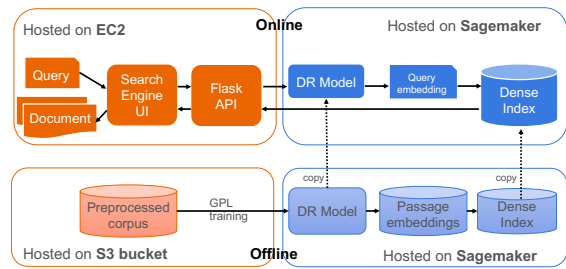 Hosted on EC2
Online
Hosted on Sagemaker
Query
Document
Search
Engine
UI
Flask
API
DR Model
Query
embedding
Dense
Index
copy
copy
Preprocessed
corpus
GPL
training
DR Model
Passage
embeddings
Dense
Index
Hosted on S3 bucket
Offline
Hosted on Sagemaker